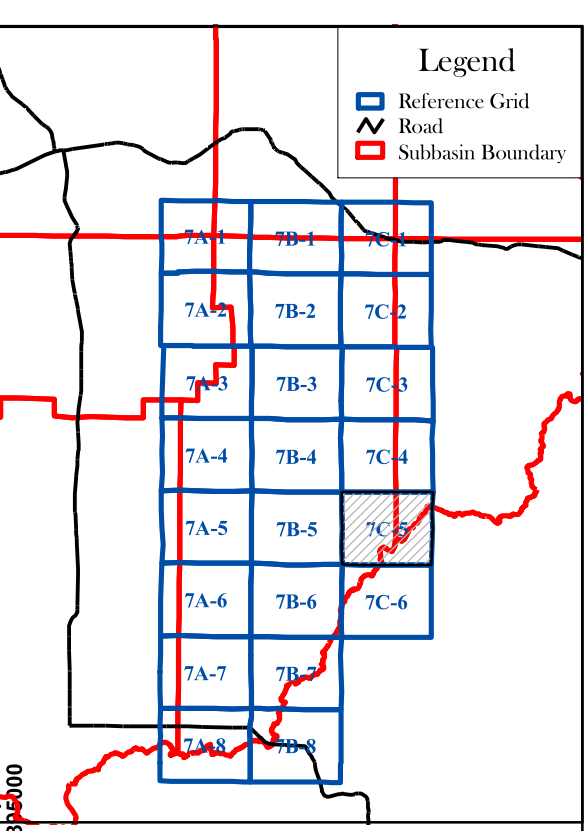 Legend
Reference Grid
Road
Subbasin Boundary
7A-1 7B-1 7C-1
7A-2 7B-2 7C-2
7A-3 7B-3 7C-3
7A-4 7B-4 7C-4
7A-5 7B-5 7C-5
7A-6 7B-6 7C-6
7A-7 7B-7
7A-8 7B-8